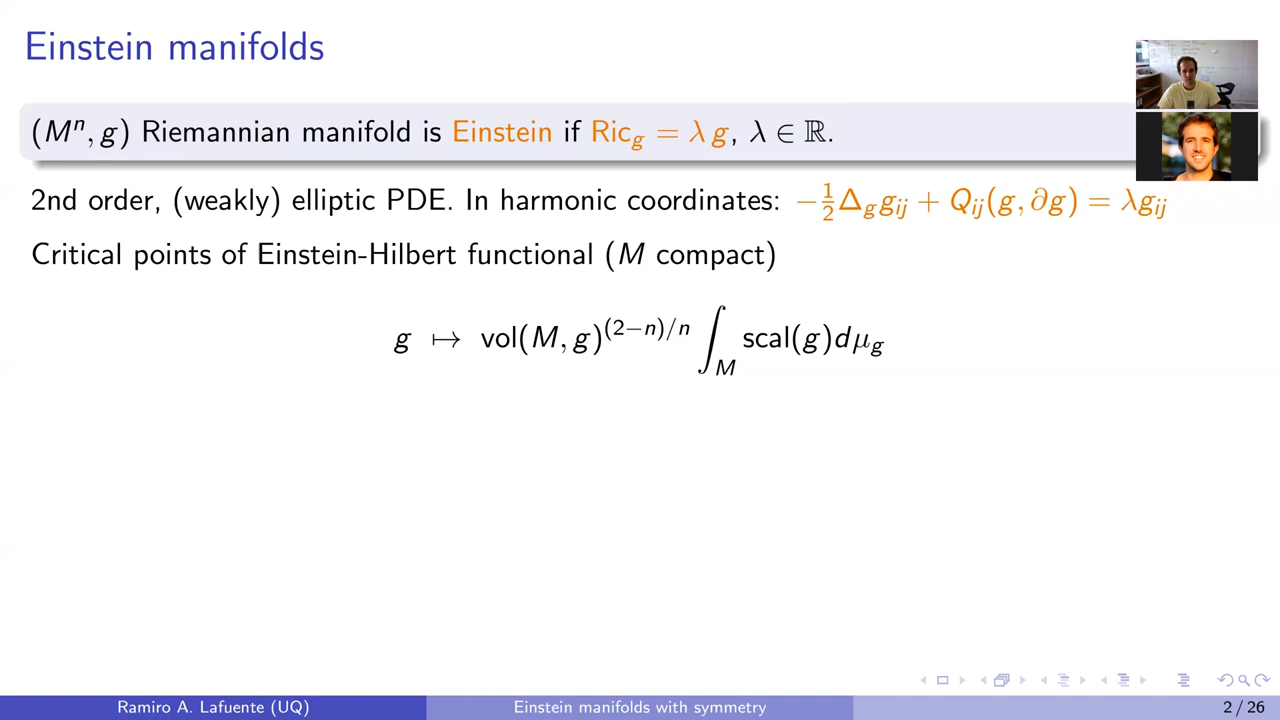 Einstein manifolds
(Mⁿ, g) Riemannian manifold is Einstein if Ric_g = λ g, λ ∈ ℝ.
2nd order, (weakly) elliptic PDE. In harmonic coordinates: −½Δ_g g_ij + Q_ij(g, ∂g) = λg_ij
Critical points of Einstein-Hilbert functional (M compact)
g ↦ vol(M, g)^(2−n)/n ∫_M scal(g)dμ_g
Ramiro A. Lafuente (UQ) Einstein manifolds with symmetry 2 / 26